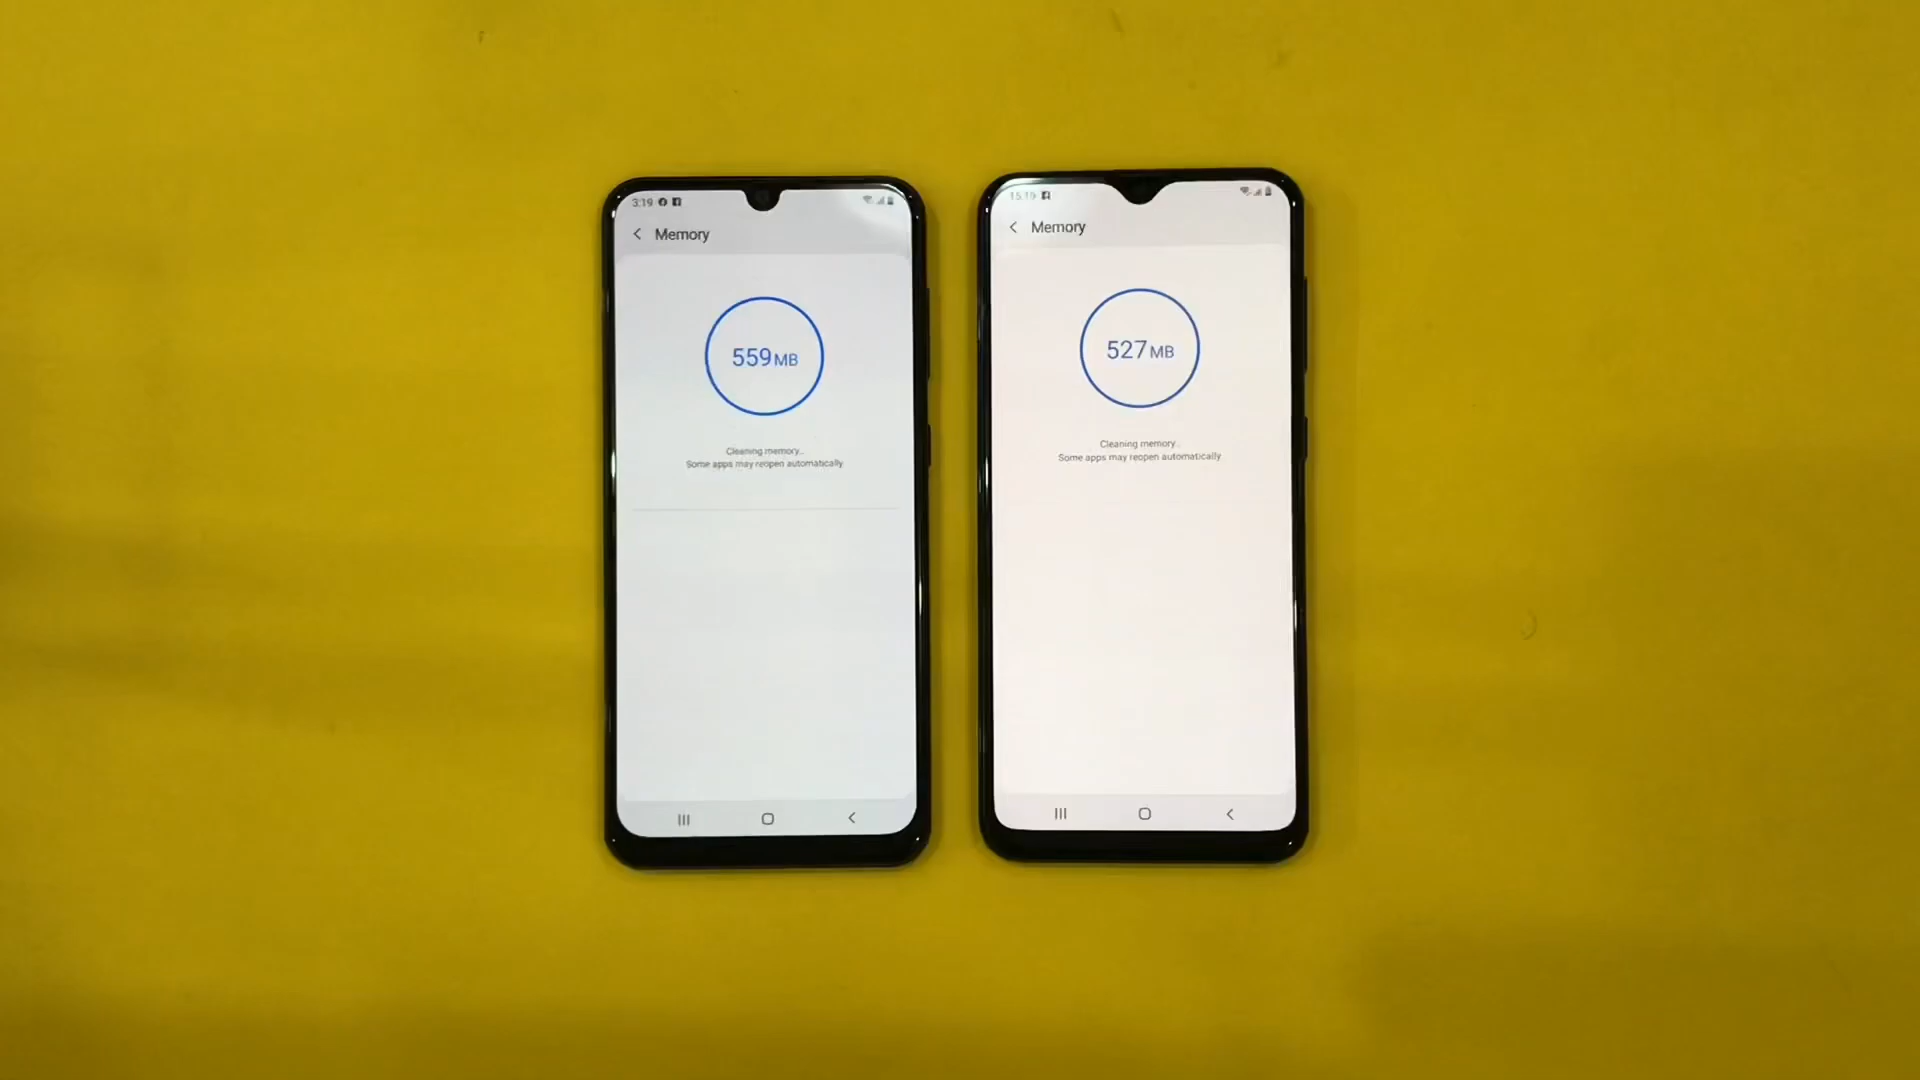 3:19
Memory
559 MB
Cleaning memory...
Some apps may reopen automatically
15:19
Memory
527 MB
Cleaning memory...
Some apps may reopen automatically